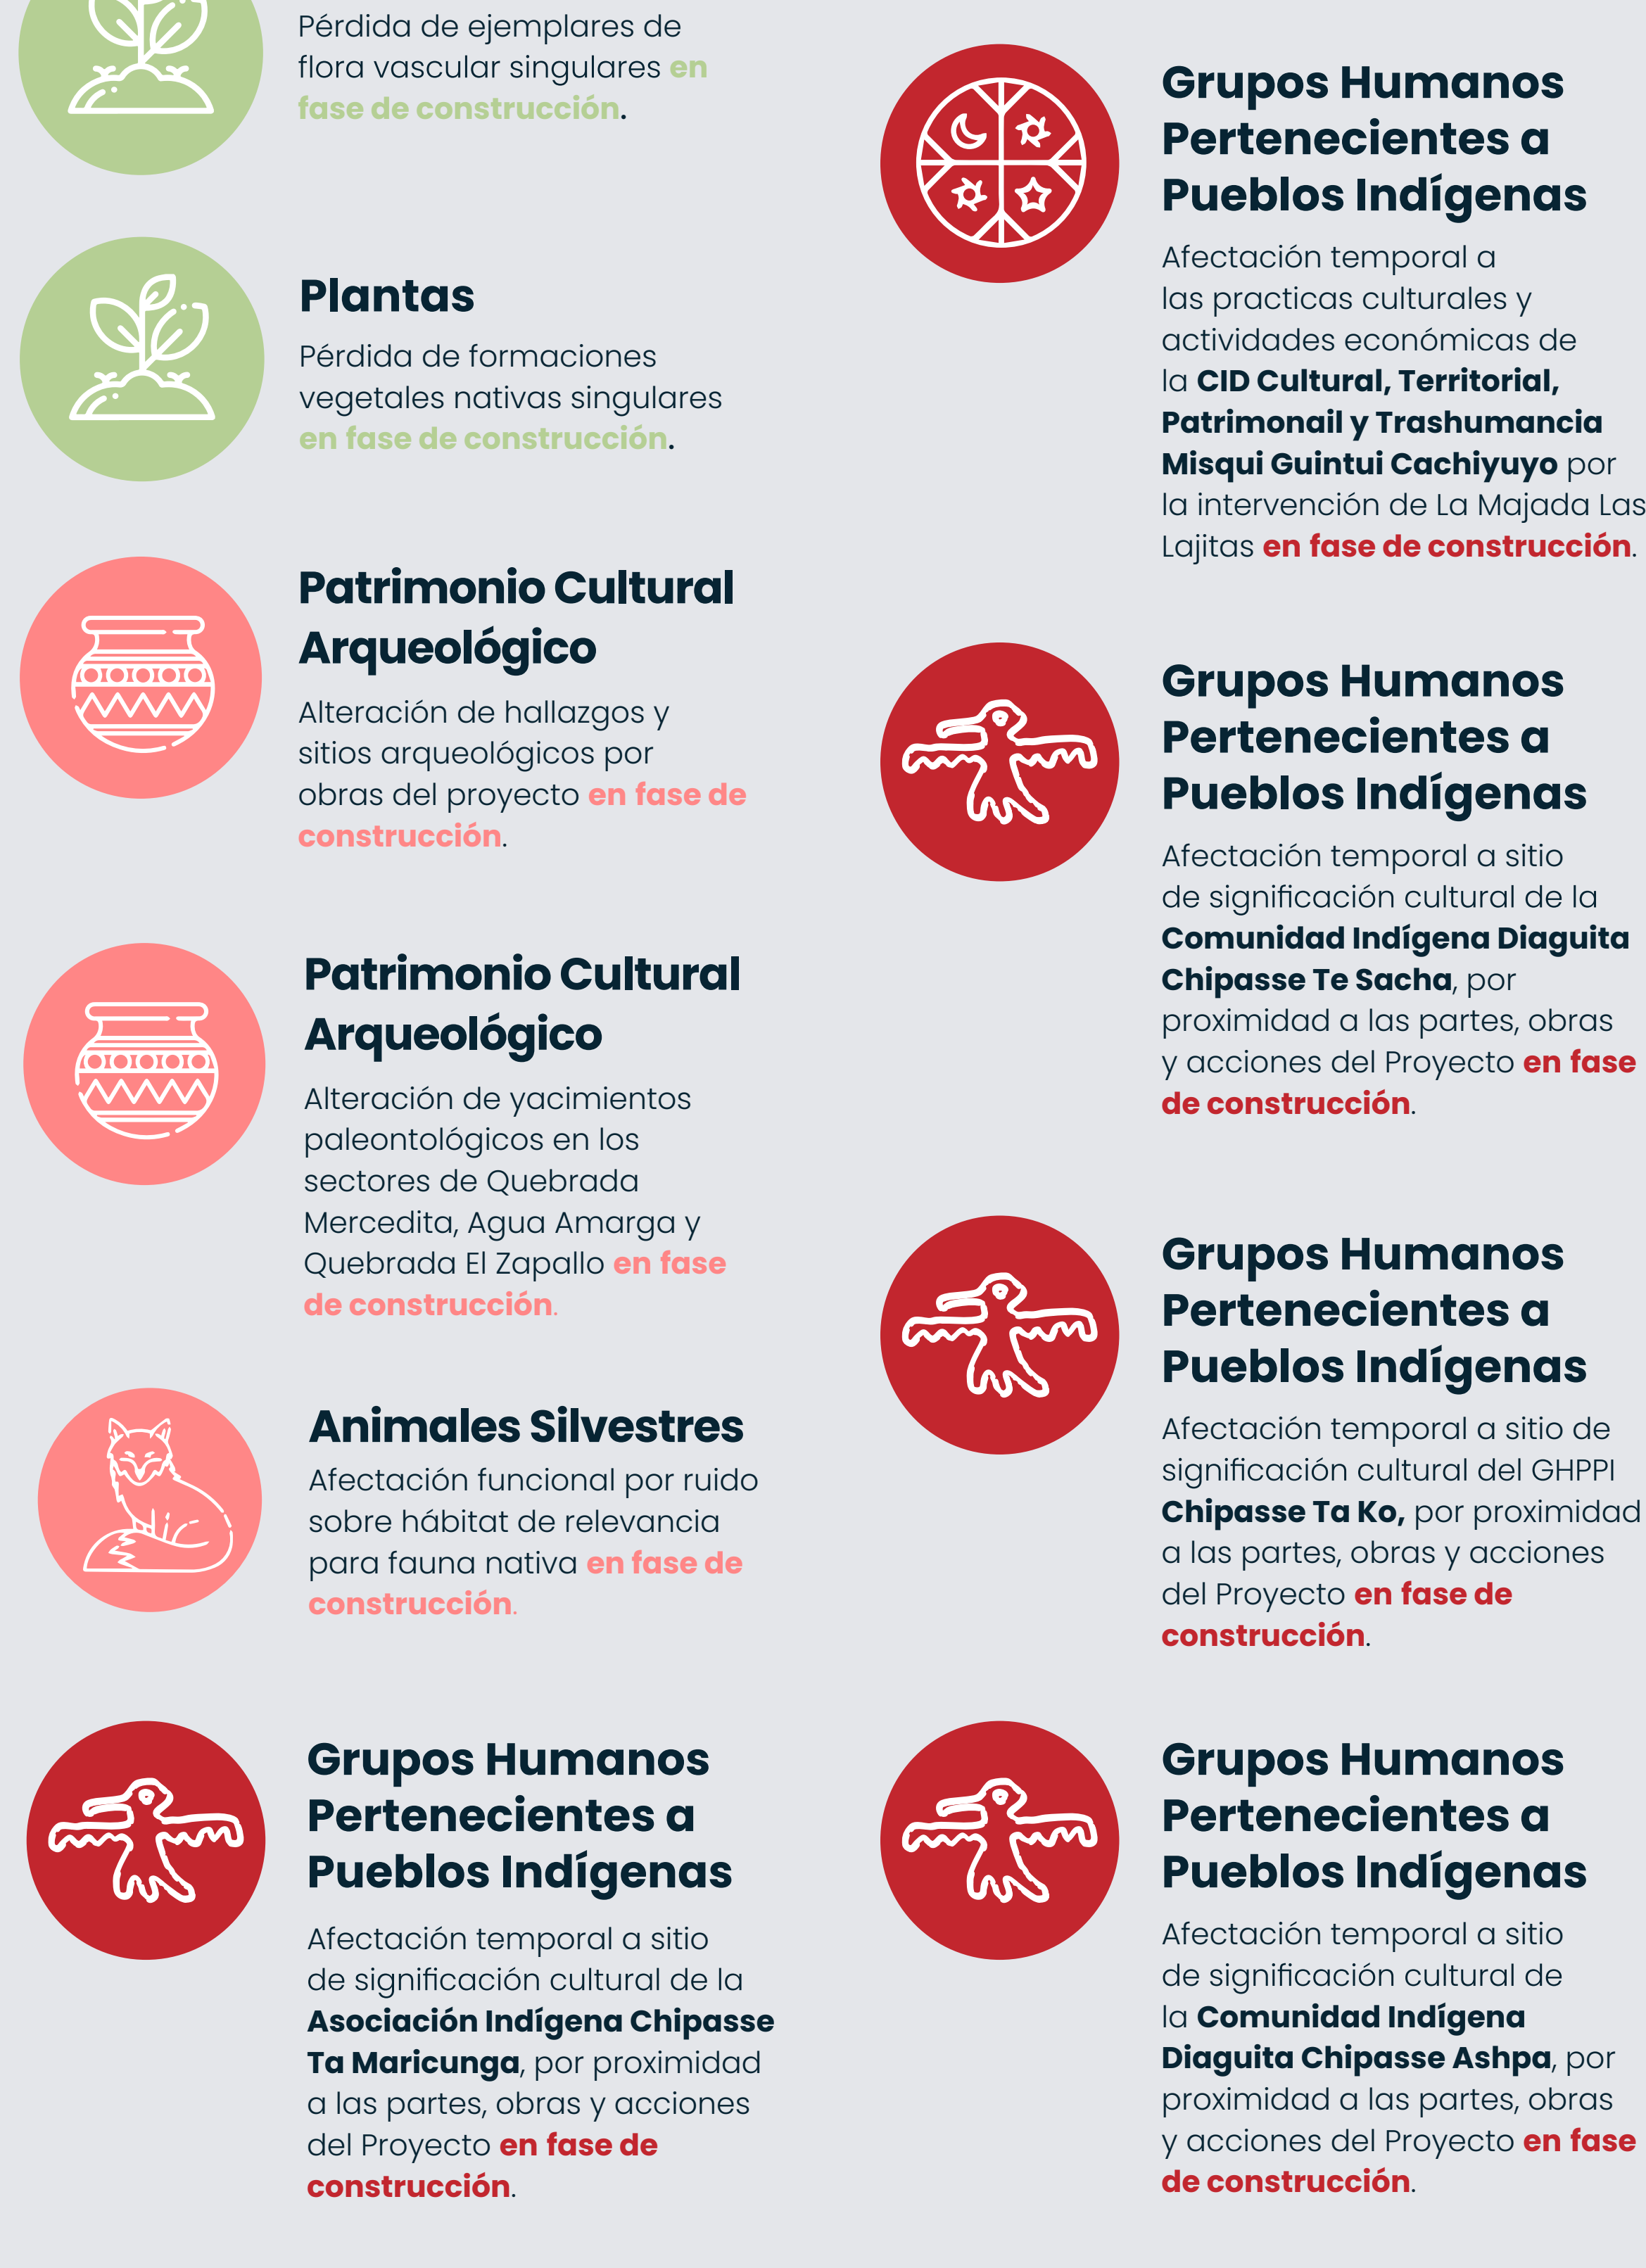 Pérdida de ejemplares de
flora vascular singulares en
fase de construcción.
Plantas
Pérdida de formaciones
vegetales nativas singulares
en fase de construcción.
Patrimonio Cultural
Arqueológico
Alteración de hallazgos y
sitios arqueológicos por
obras del proyecto en fase de
construcción.
Patrimonio Cultural
Arqueológico
Alteración de yacimientos
paleontológicos en los
sectores de Quebrada
Mercedita, Agua Amarga y
Quebrada El Zapallo en fase
de construcción.
Animales Silvestres
Afectación funcional por ruido
sobre hábitat de relevancia
para fauna nativa en fase de
construcción.
Grupos Humanos
Pertenecientes a
Pueblos Indígenas
Afectación temporal a sitio
de significación cultural de la
Asociación Indígena Chipasse
Ta Maricunga, por proximidad
a las partes, obras y acciones
del Proyecto en fase de
construcción.
Grupos Humanos
Pertenecientes a
Pueblos Indígenas
Afectación temporal a
las practicas culturales y
actividades económicas de
la CID Cultural, Territorial,
Patrimonail y Trashumancia
Misqui Guintui Cachiyuyo por
la intervención de La Majada Las
Lajitas en fase de construcción.
Grupos Humanos
Pertenecientes a
Pueblos Indígenas
Afectación temporal a sitio
de significación cultural de la
Comunidad Indígena Diaguita
Chipasse Te Sacha, por
proximidad a las partes, obras
y acciones del Proyecto en fase
de construcción.
Grupos Humanos
Pertenecientes a
Pueblos Indígenas
Afectación temporal a sitio de
significación cultural del GHPPI
Chipasse Ta Ko, por proximidad
a las partes, obras y acciones
del Proyecto en fase de
construcción.
Grupos Humanos
Pertenecientes a
Pueblos Indígenas
Afectación temporal a sitio
de significación cultural de
la Comunidad Indígena
Diaguita Chipasse Ashpa, por
proximidad a las partes, obras
y acciones del Proyecto en fase
de construcción.